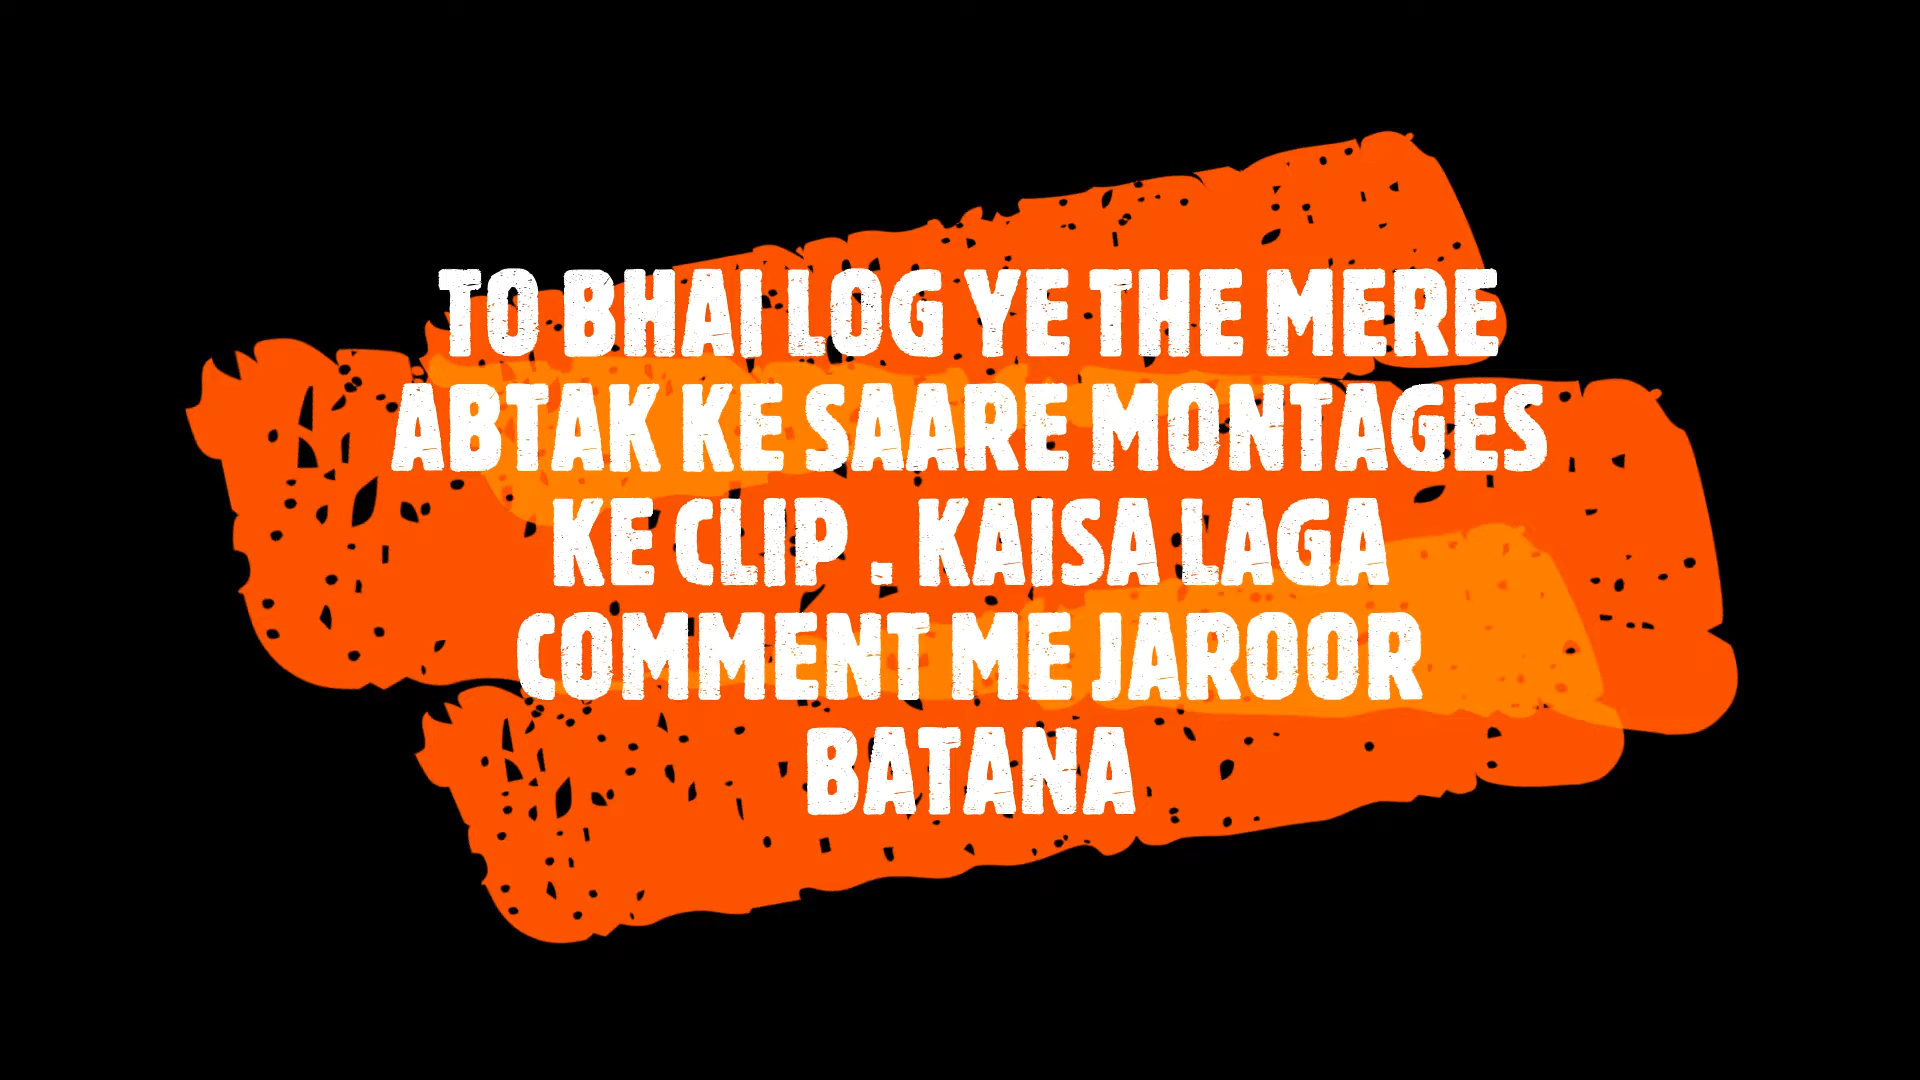 TO BHAI LOG YE THE MERE
ABTAK KE SAARE MONTAGES
KE CLIP . KAISA LAGA
COMMENT ME JAROOR
BATANA